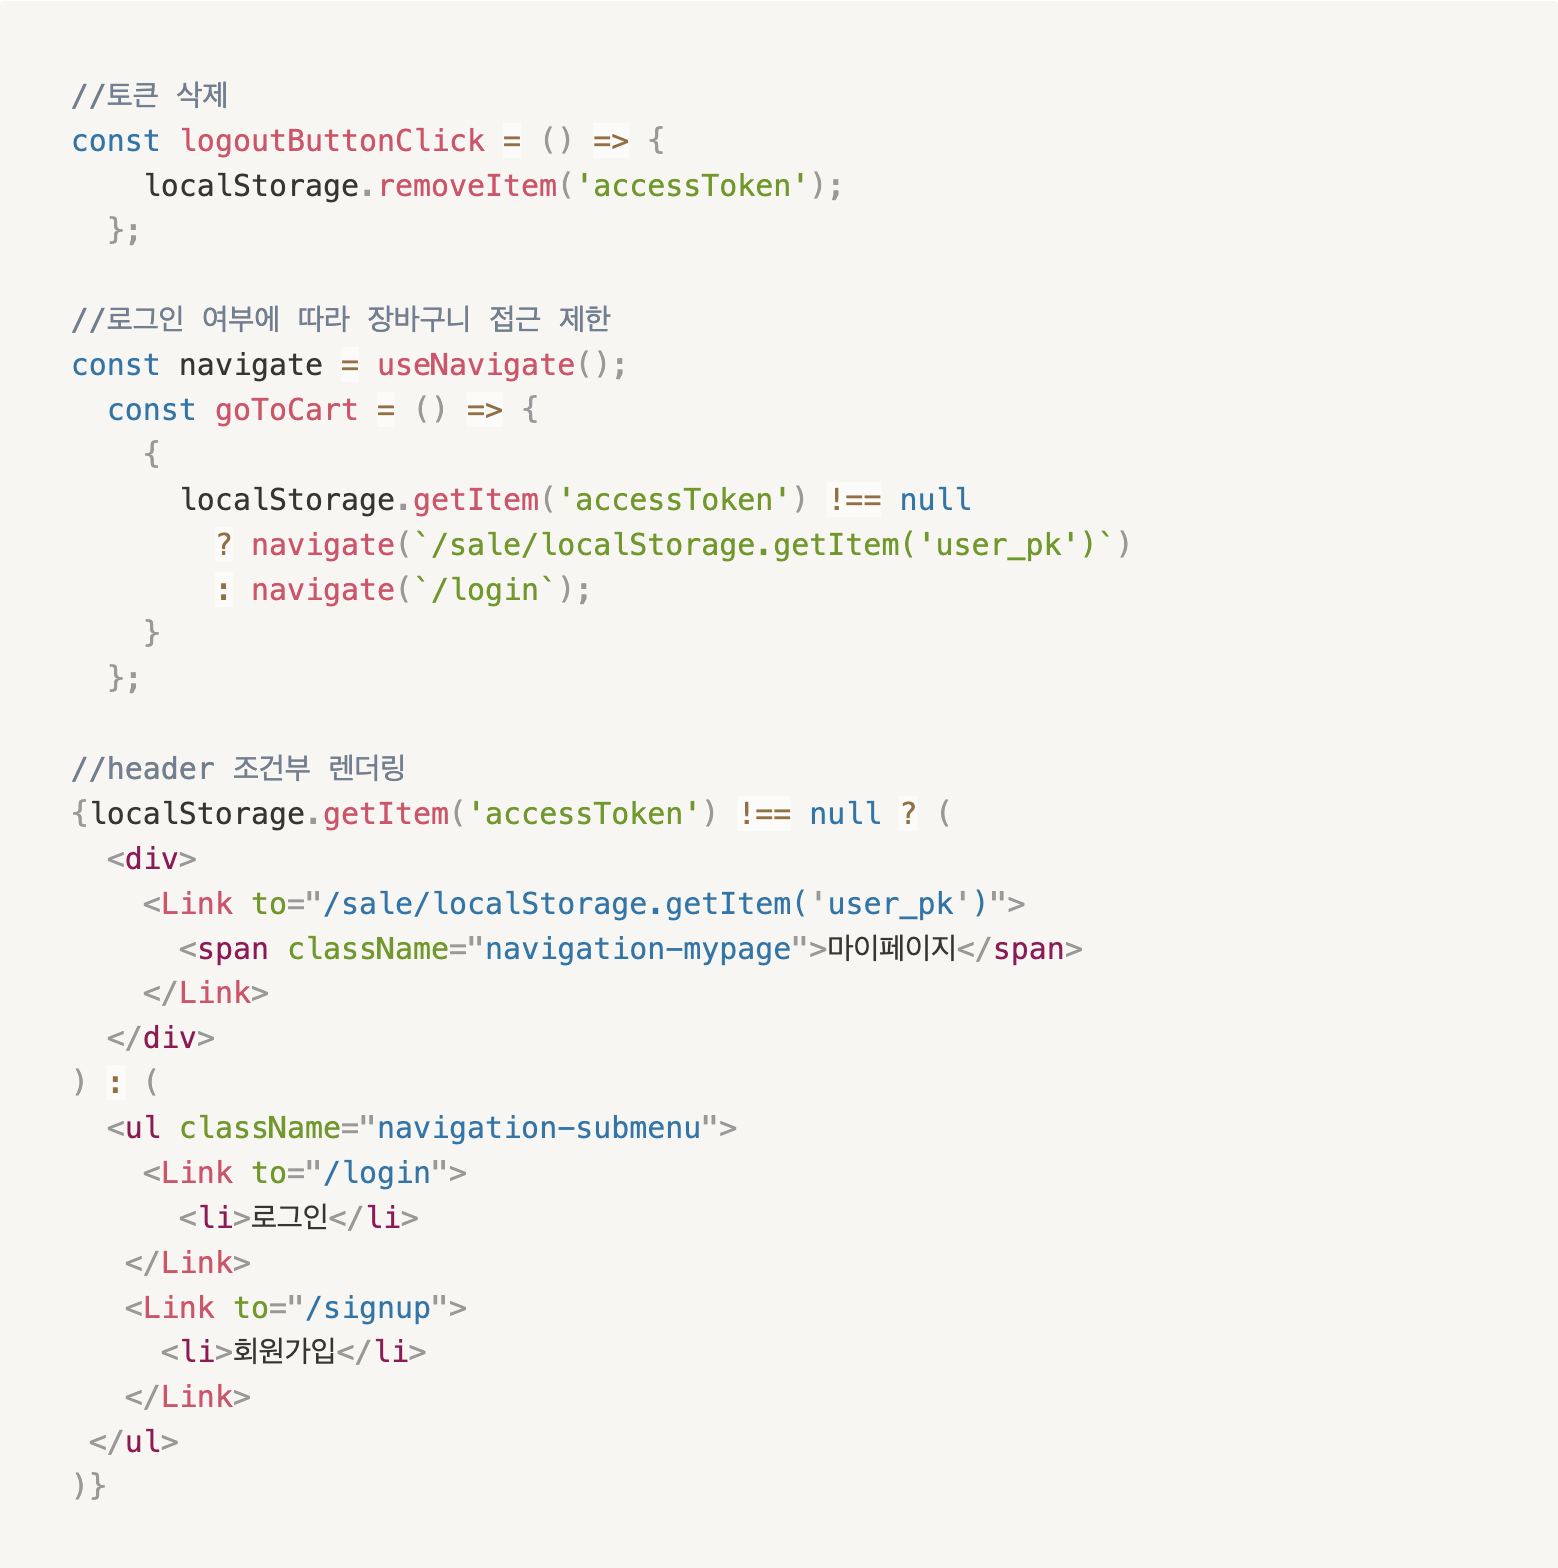 //토큰 삭제
const logoutButtonClick = () => {
    localStorage.removeItem('accessToken');
  };

//로그인 여부에 따라 장바구니 접근 제한
const navigate = useNavigate();
  const goToCart = () => {
    {
      localStorage.getItem('accessToken') !== null
        ? navigate(`/sale/localStorage.getItem('user_pk')`)
        : navigate(`/login`);
    }
  };

//header 조건부 렌더링
{localStorage.getItem('accessToken') !== null ? (
  <div>
    <Link to="/sale/localStorage.getItem('user_pk')">
      <span className="navigation-mypage">마이페이지</span>
    </Link>
  </div>
) : (
  <ul className="navigation-submenu">
    <Link to="/login">
      <li>로그인</li>
   </Link>
   <Link to="/signup">
     <li>회원가입</li>
   </Link>
 </ul>
)}